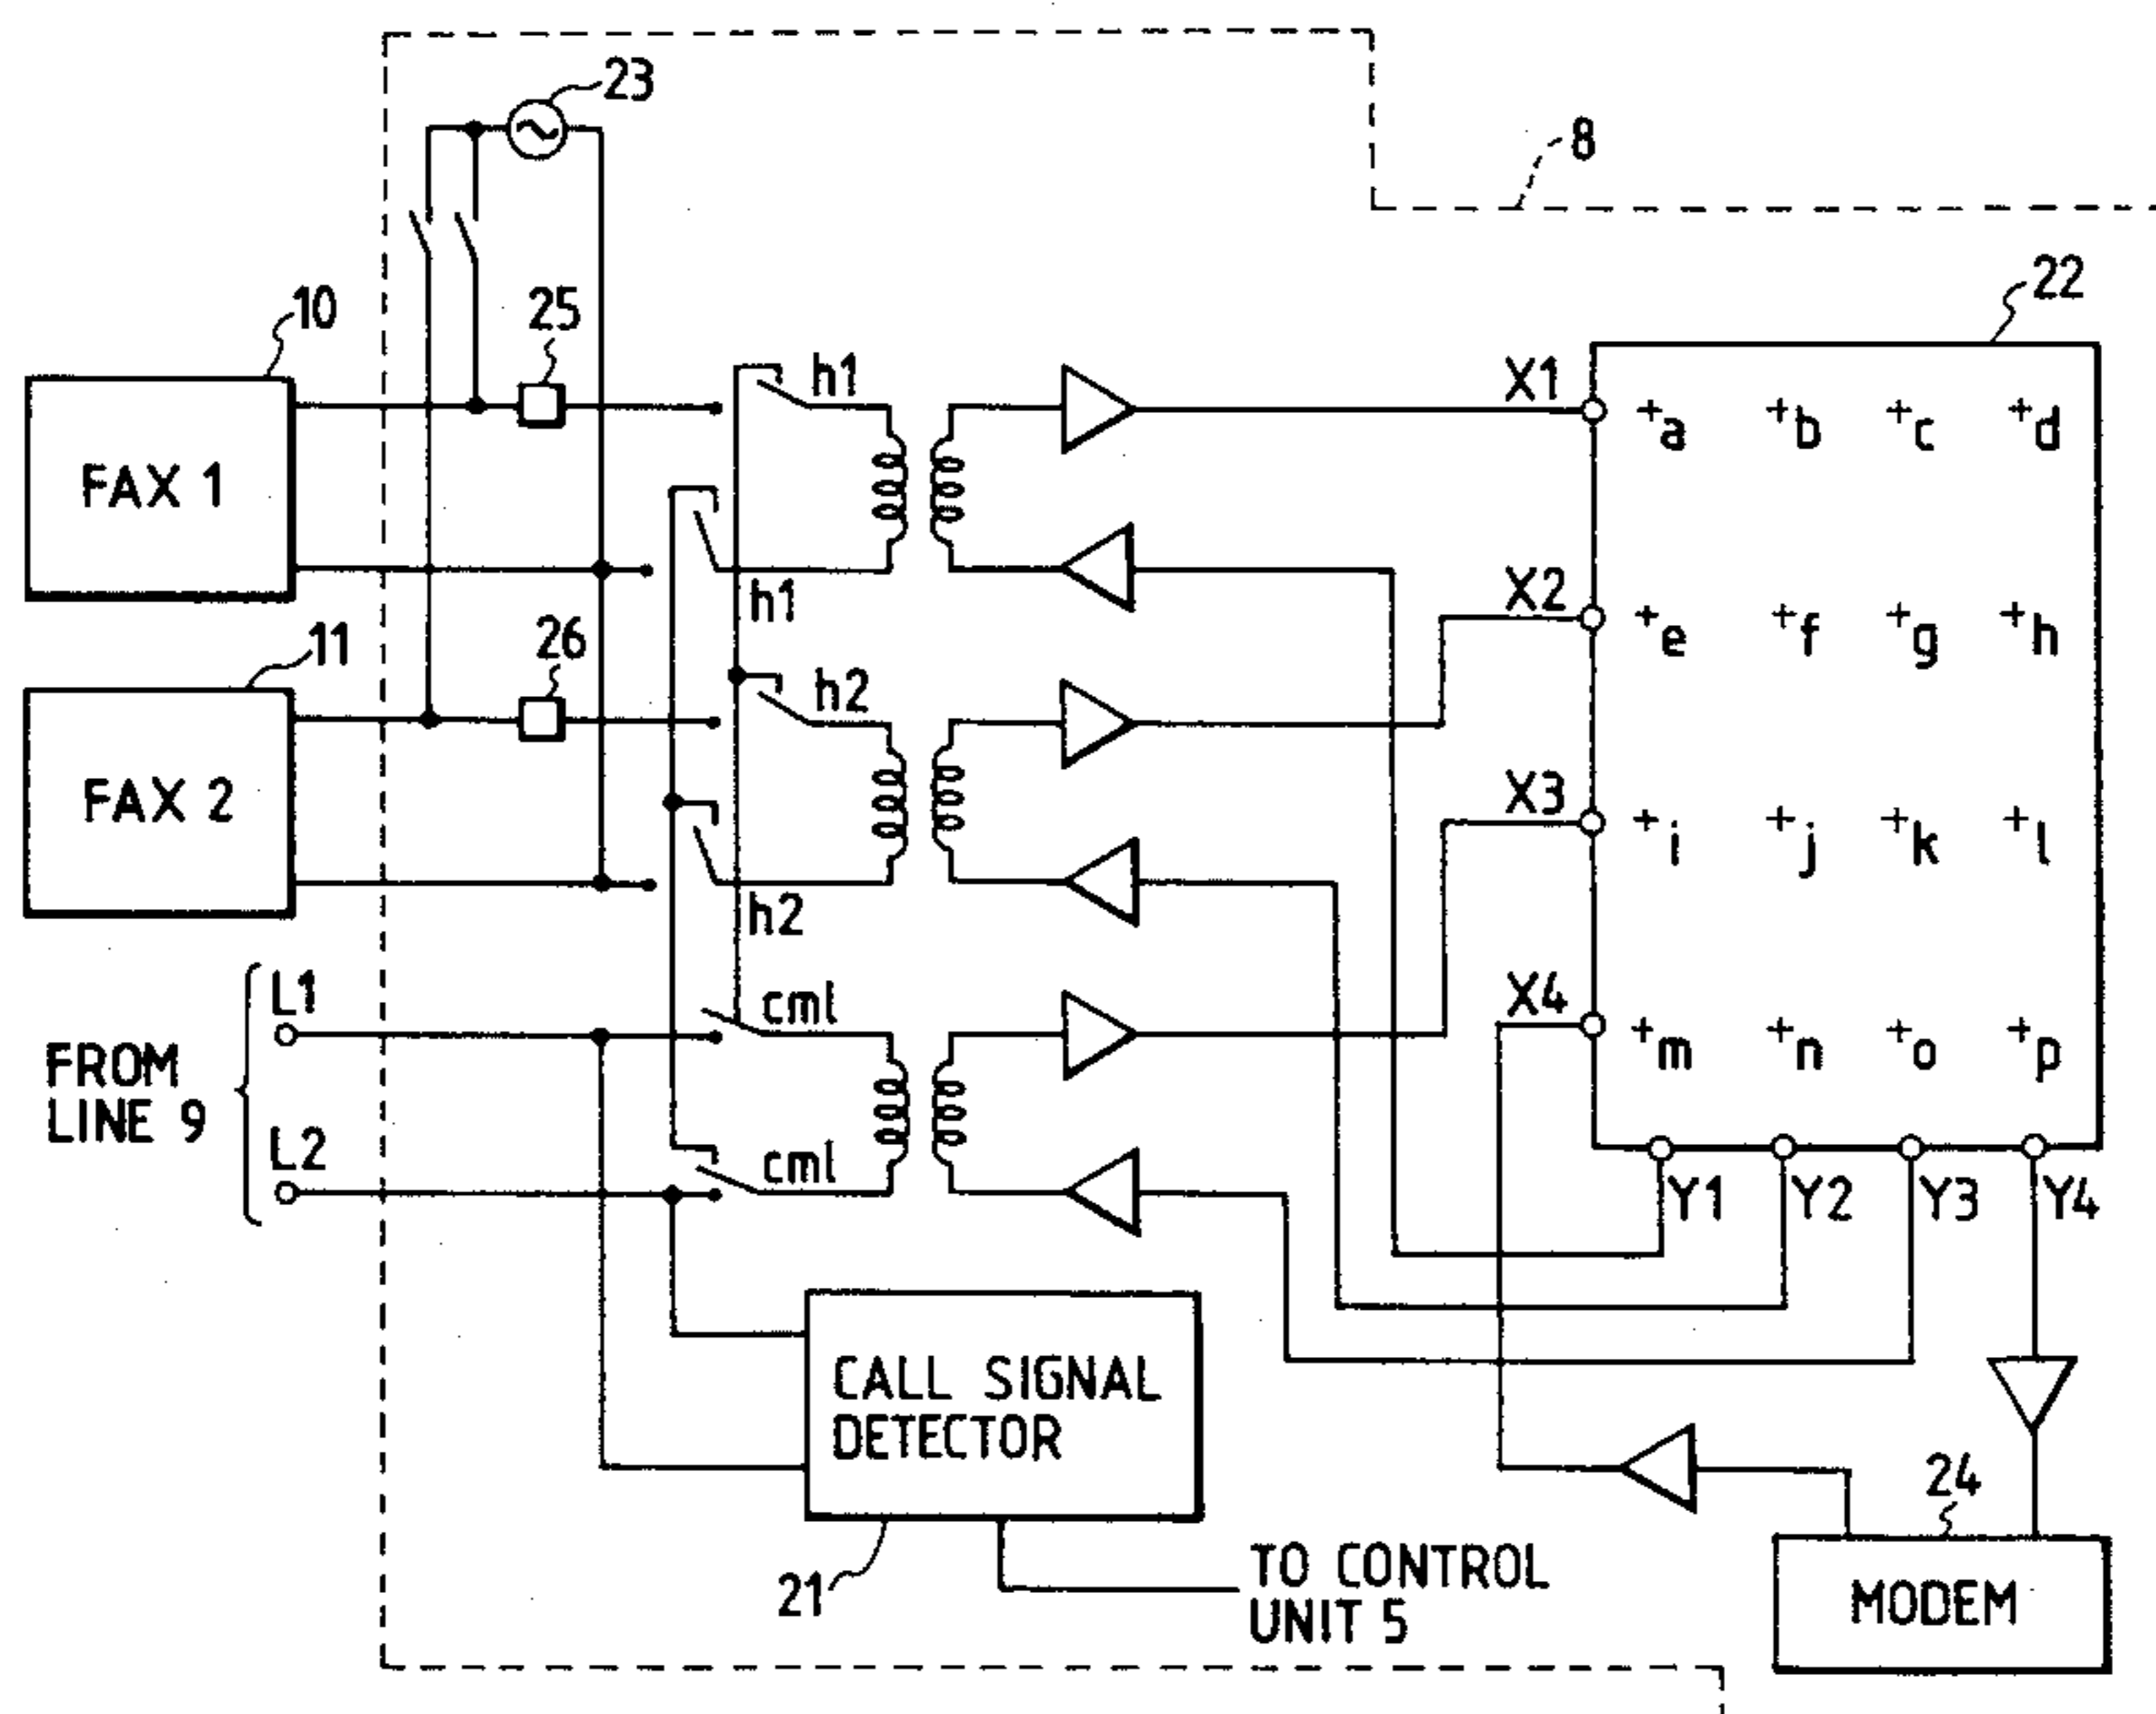 23
8
22
10
25
h1
X1
+a +b +c +d
FAX 1
h1
X2
+e +f +g +h
11
26
h2
X3
+i +j +k +l
FAX 2
h2
X4
+m +n +o +p
L1
cml
FROM
LINE 9
L2
cml
Y1 Y2 Y3 Y4
CALL SIGNAL
DETECTOR
24
21
TO CONTROL
UNIT 5
MODEM